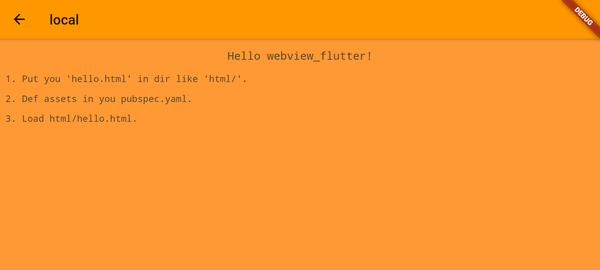 local
DEBUG
Hello webview_flutter!
1. Put you 'hello.html' in dir like 'html/'.
2. Def assets in you pubspec.yaml.
3. Load html/hello.html.